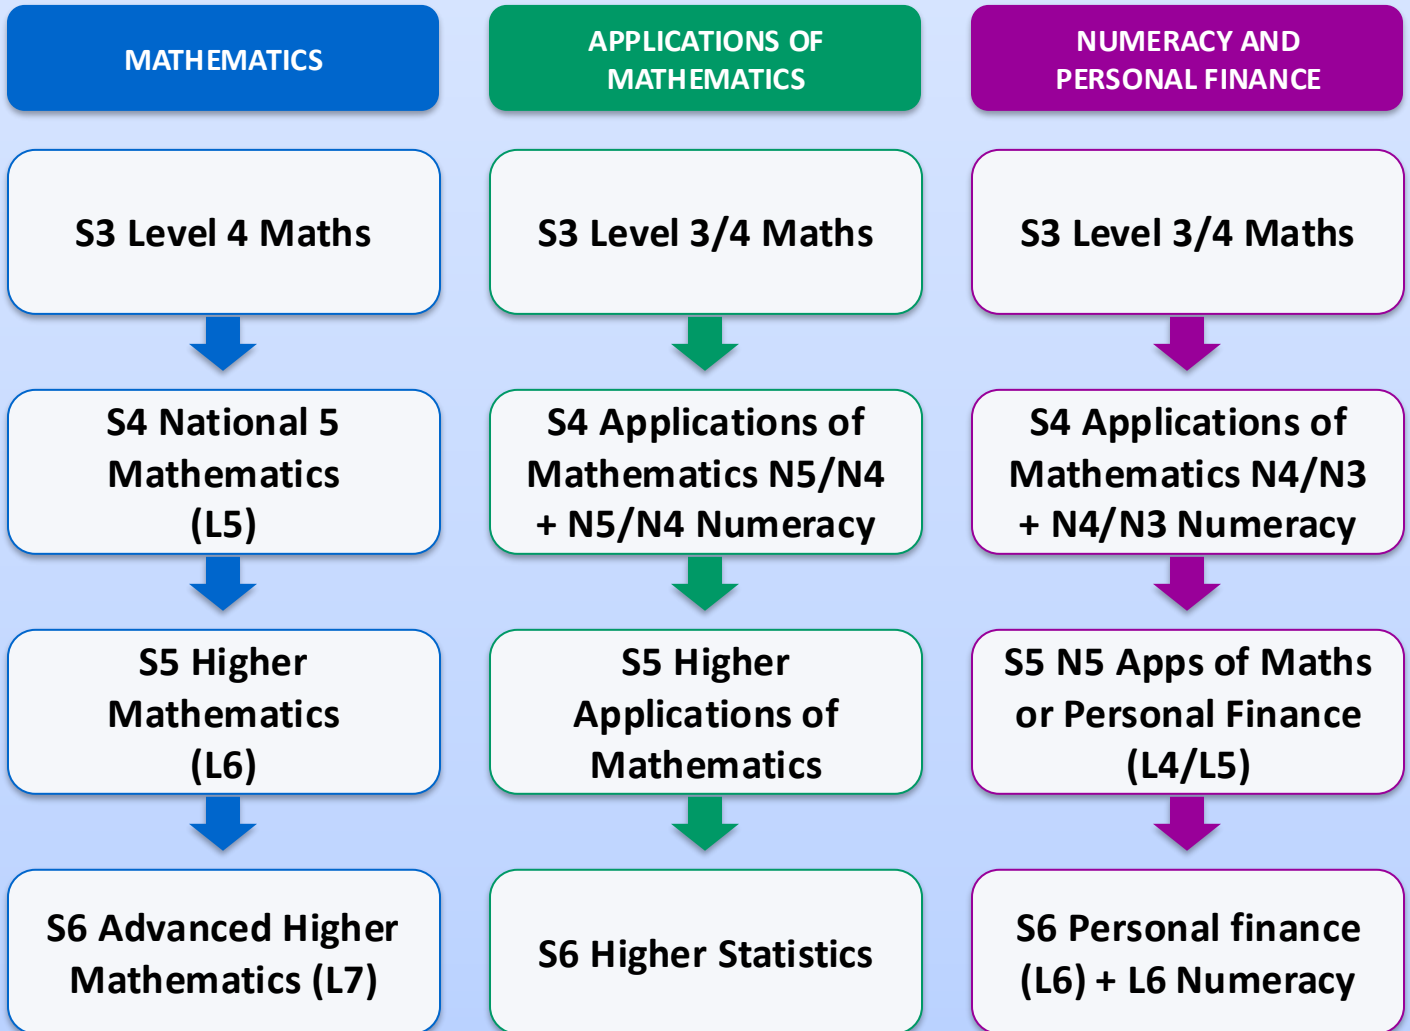 MATHEMATICS
APPLICATIONS OF
MATHEMATICS
NUMERACY AND
PERSONAL FINANCE
S3 Level 4 Maths
S3 Level 3/4 Maths
S3 Level 3/4 Maths
S4 National 5
Mathematics
(L5)
S4 Applications of
Mathematics N5/N4
+ N5/N4 Numeracy
S4 Applications of
Mathematics N4/N3
+ N4/N3 Numeracy
S5 Higher
Mathematics
(L6)
S5 Higher
Applications of
Mathematics
S5 N5 Apps of Maths
or Personal Finance
(L4/L5)
S6 Advanced Higher
Mathematics (L7)
S6 Higher Statistics
S6 Personal finance
(L6) + L6 Numeracy